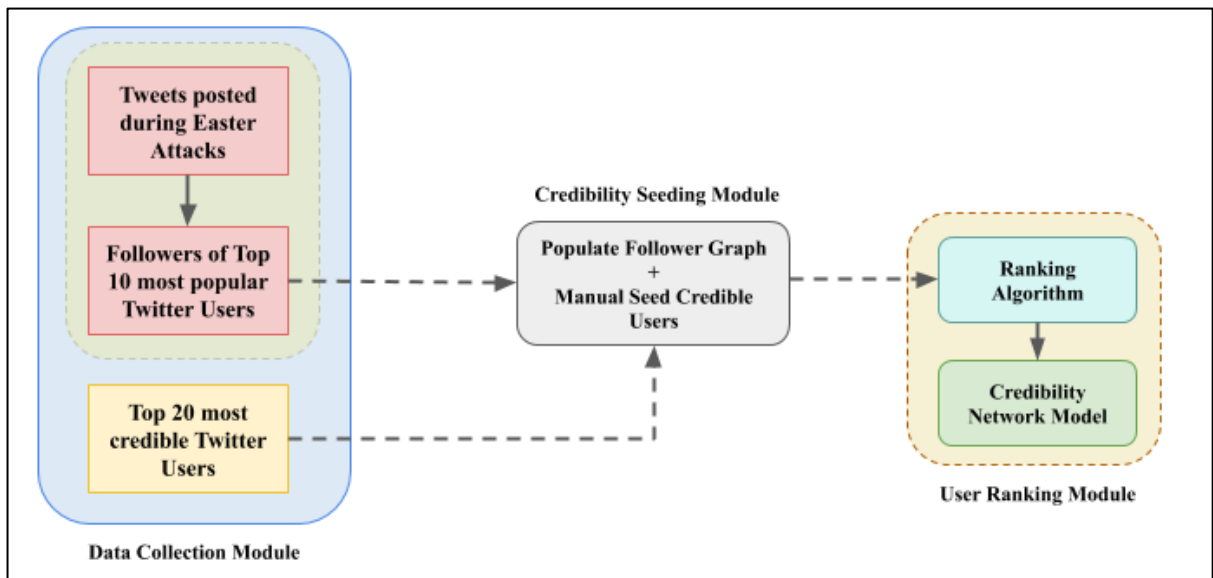 Tweets posted
during Easter
Attacks
Followers of Top
10 most popular
Twitter Users
Top 20 most
credible Twitter
Users
Data Collection Module
Credibility Seeding Module
Populate Follower Graph
+
Manual Seed Credible
Users
Ranking
Algorithm
Credibility
Network Model
User Ranking Module